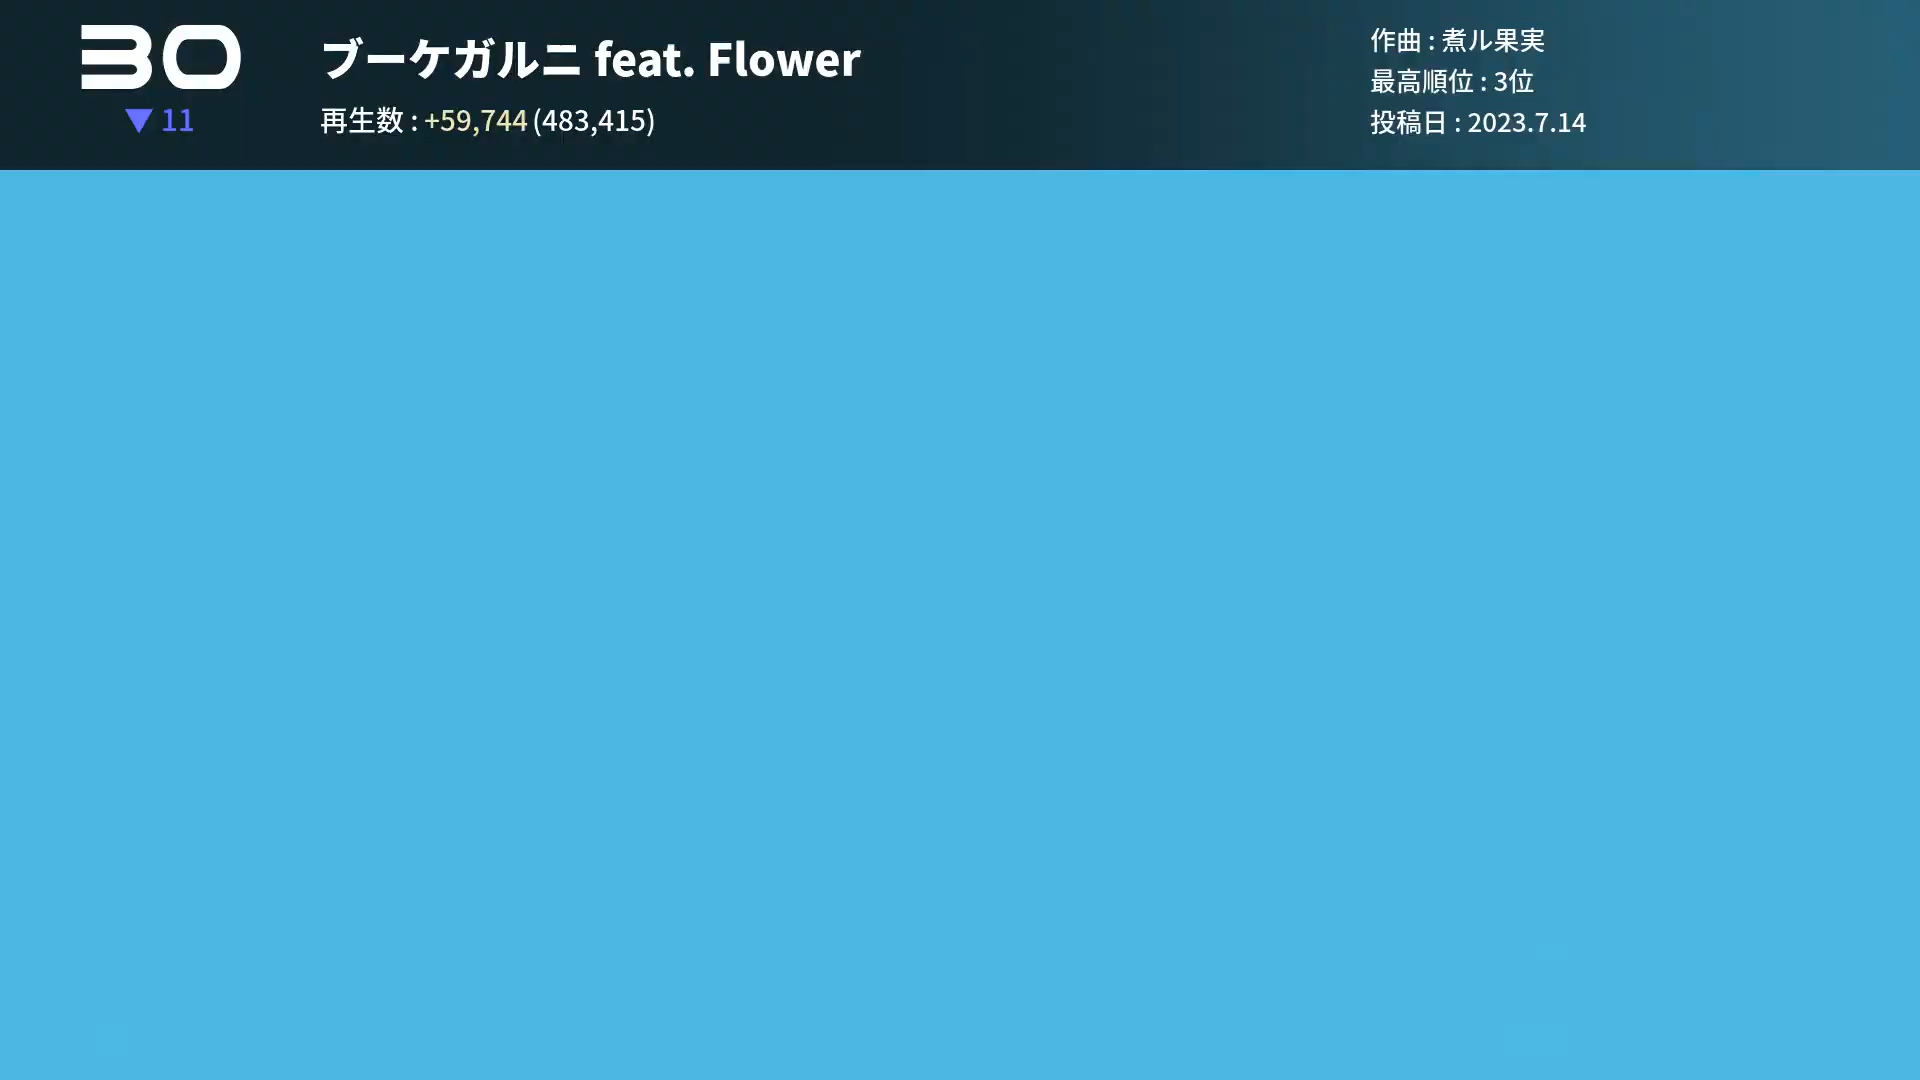 30
▼ 11
ブーケガルニ feat. Flower
再生数 : +59,744 (483,415)
作曲 : 煮ル果実
最高順位 : 3位
投稿日 : 2023.7.14